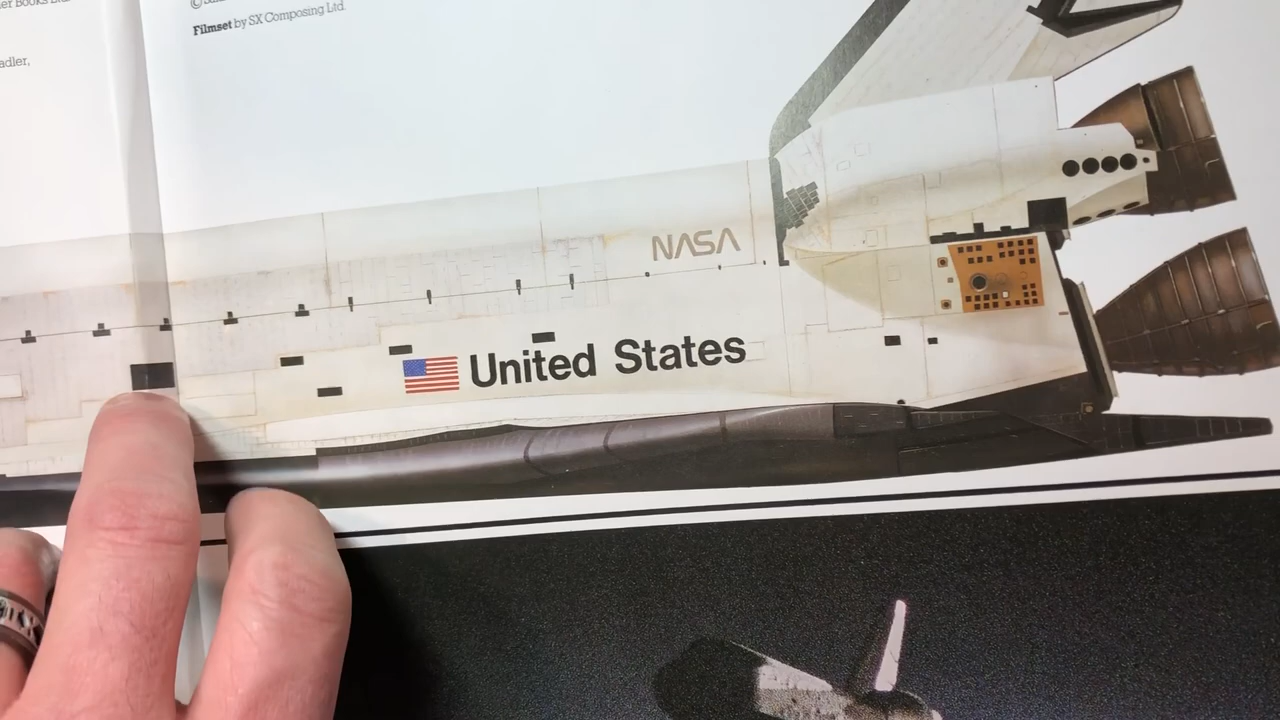 Filmset by SX Composing Ltd.
adler,
NASA
United States